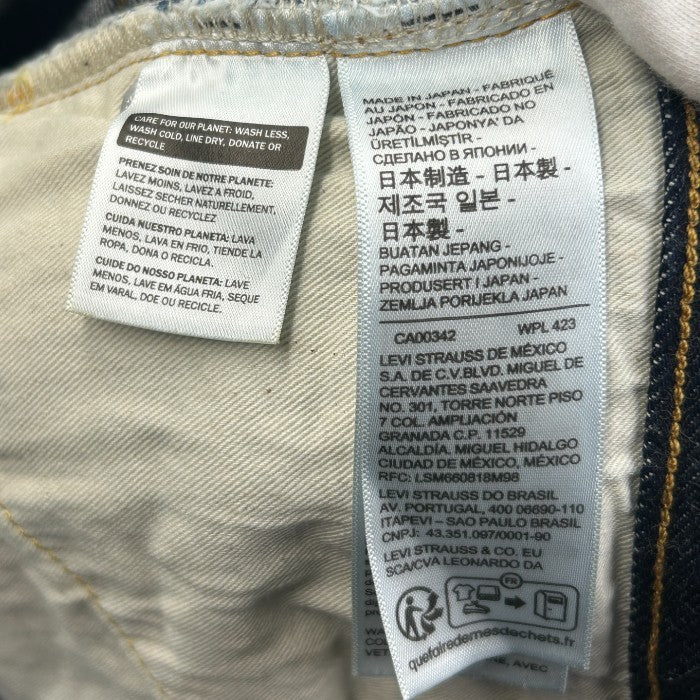 CARE FOR OUR PLANET: WASH LESS,
WASH COLD, LINE DRY, DONATE OR
RECYCLE
PRENEZ SOIN DE NOTRE PLANETE:
LAVEZ MOINS, LAVEZ A FROID,
LAISSEZ SECHER NATURELLEMENT,
DONNEZ OU RECYCLEZ
CUIDA NUESTRO PLANETA: LAVA
MENOS, LAVA EN FRIO, TIENDE LA
ROPA, DONA O RECICLA.
CUIDE DO NOSSO PLANETA: LAVE
MENOS, LAVE EM ÁGUA FRIA, SEQUE
EM VARAL, DOE OU RECICLE.
MADE IN JAPAN - FABRIQUÉ
AU JAPON - FABRICADO EN
JAPÓN - FABRICADO NO
JAPÃO - JAPONYA' DA
ÜRETİLMİŞTİR -
СДЕЛАНО В ЯПОНИИ -
日本制造 - 日本製 -
제조국 일본 -
日本製 -
BUATAN JEPANG -
PAGAMINTA JAPONIJOJE -
PRODUSERT I JAPAN -
ZEMLJA PORIJEKLA JAPAN
CA00342 WPL 423
LEVI STRAUSS DE MÉXICO
S.A. DE C.V.BLVD. MIGUEL DE
CERVANTES SAAVEDRA
NO. 301, TORRE NORTE PISO
7 COL. AMPLIACIÓN
GRANADA C.P. 11529
ALCALDÍA. MIGUEL HIDALGO
CIUDAD DE MÉXICO, MÉXICO
RFC: LSM660818M98
LEVI STRAUSS DO BRASIL
AV. PORTUGAL, 400 06690-110
ITAPEVI - SAO PAULO BRASIL
CNPJ: 43.351.097/0001-90
LEVI STRAUSS & CO. EU
SCA/CVA LEONARDO DA
FR
quefairedemesdechets.fr
AVEC